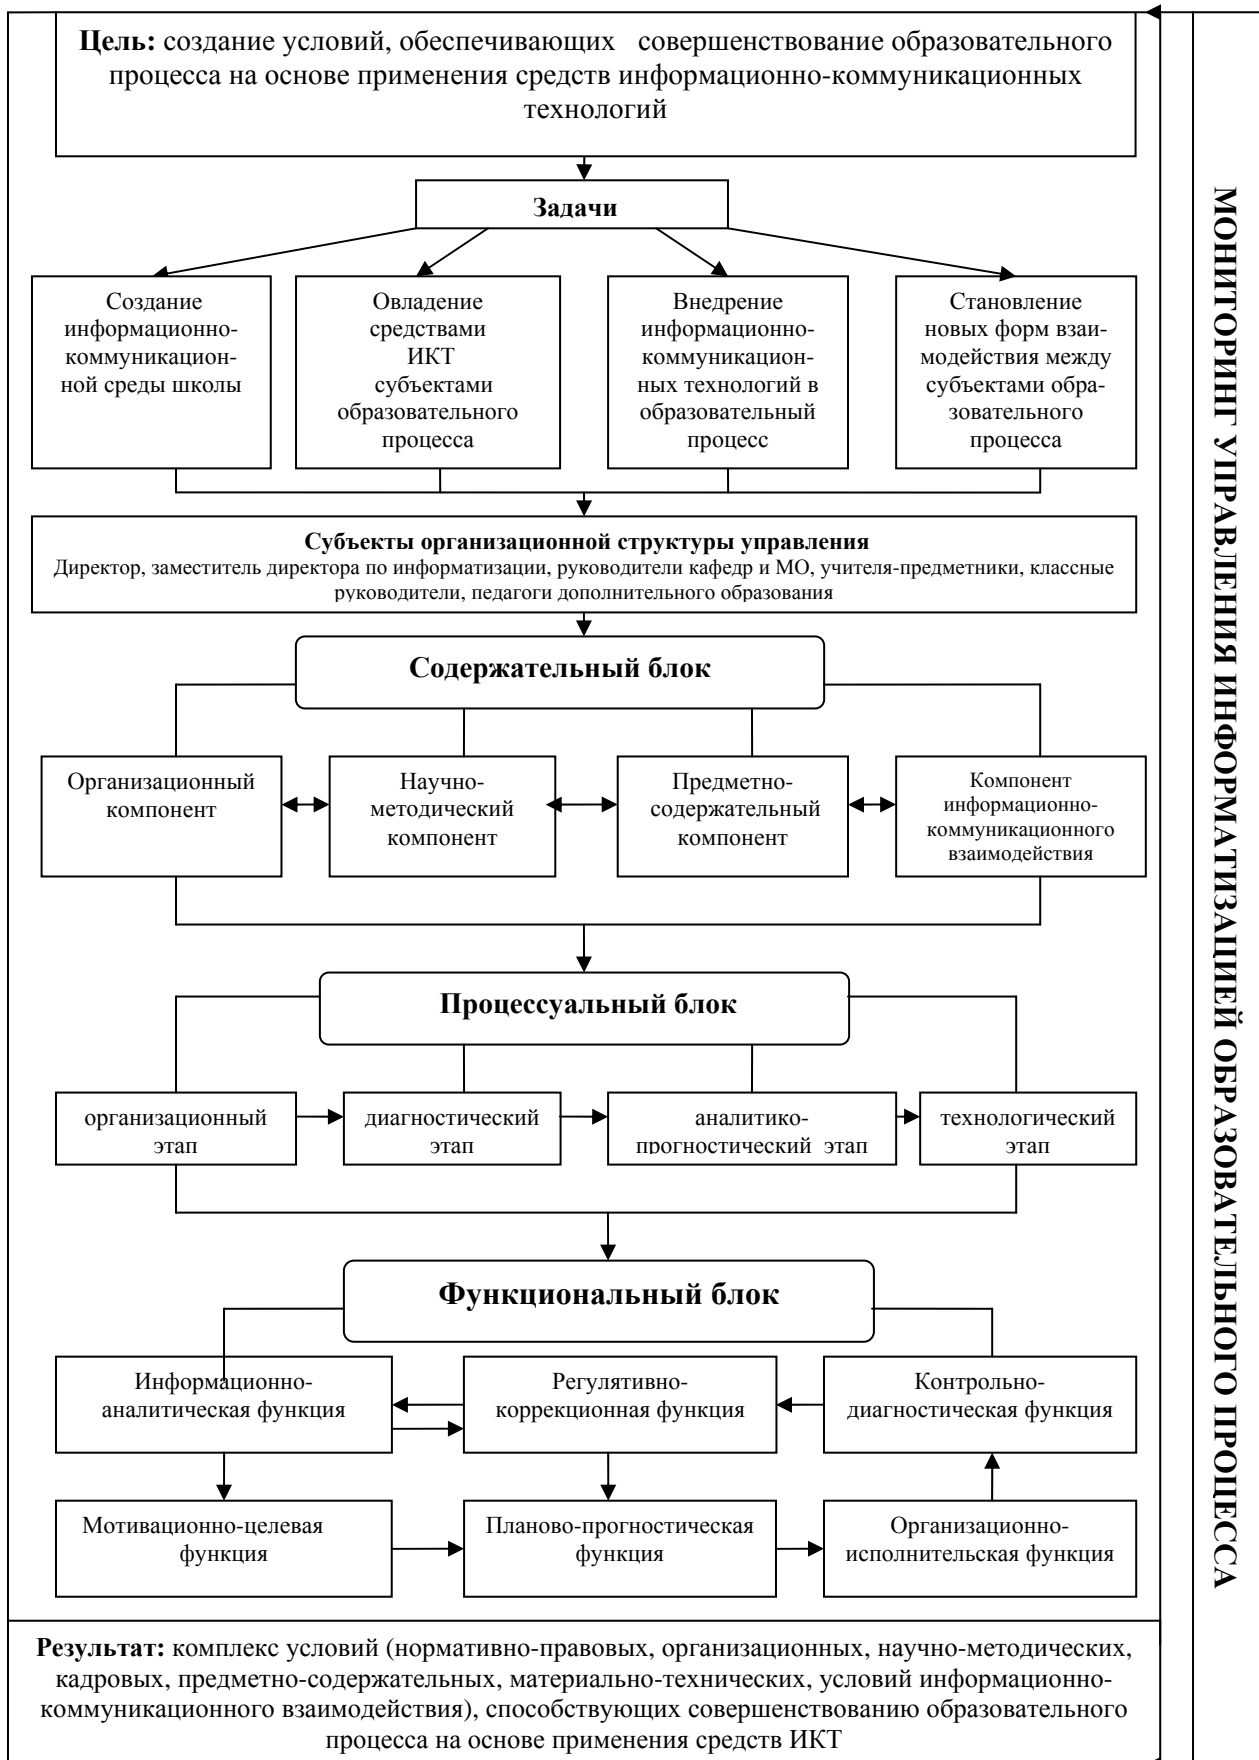 Цель: создание условий, обеспечивающих совершенствование образовательного
процесса на основе применения средств информационно-коммуникационных
технологий
Задачи
Создание
информационно-
коммуникацион-
ной среды школы
Овладение
средствами
ИКТ
субъектами
образовательного
процесса
Внедрение
информационно-
коммуникацион-
ных технологий в
образовательный
процесс
Становление
новых форм взаи-
модействия между
субъектами обра-
зовательного
процесса
Субъекты организационной структуры управления
Директор, заместитель директора по информатизации, руководители кафедр и МО, учителя-предметники, классные
руководители, педагоги дополнительного образования
Содержательный блок
Организационный
компонент
Научно-
методический
компонент
Предметно-
содержательный
компонент
Компонент
информационно-
коммуникационного
взаимодействия
Процессуальный блок
организационный
этап
диагностический
этап
аналитико-
прогностический этап
технологический
этап
Функциональный блок
Информационно-
аналитическая функция
Регулятивно-
коррекционная функция
Контрольно-
диагностическая функция
Мотивационно-целевая
функция
Планово-прогностическая
функция
Организационно-
исполнительская функция
Результат: комплекс условий (нормативно-правовых, организационных, научно-методических,
кадровых, предметно-содержательных, материально-технических, условий информационно-
коммуникационного взаимодействия), способствующих совершенствованию образовательного
процесса на основе применения средств ИКТ
МОНИТОРИНГ УПРАВЛЕНИЯ ИНФОРМАТИЗАЦИЕЙ ОБРАЗОВАТЕЛЬНОГО ПРОЦЕССА